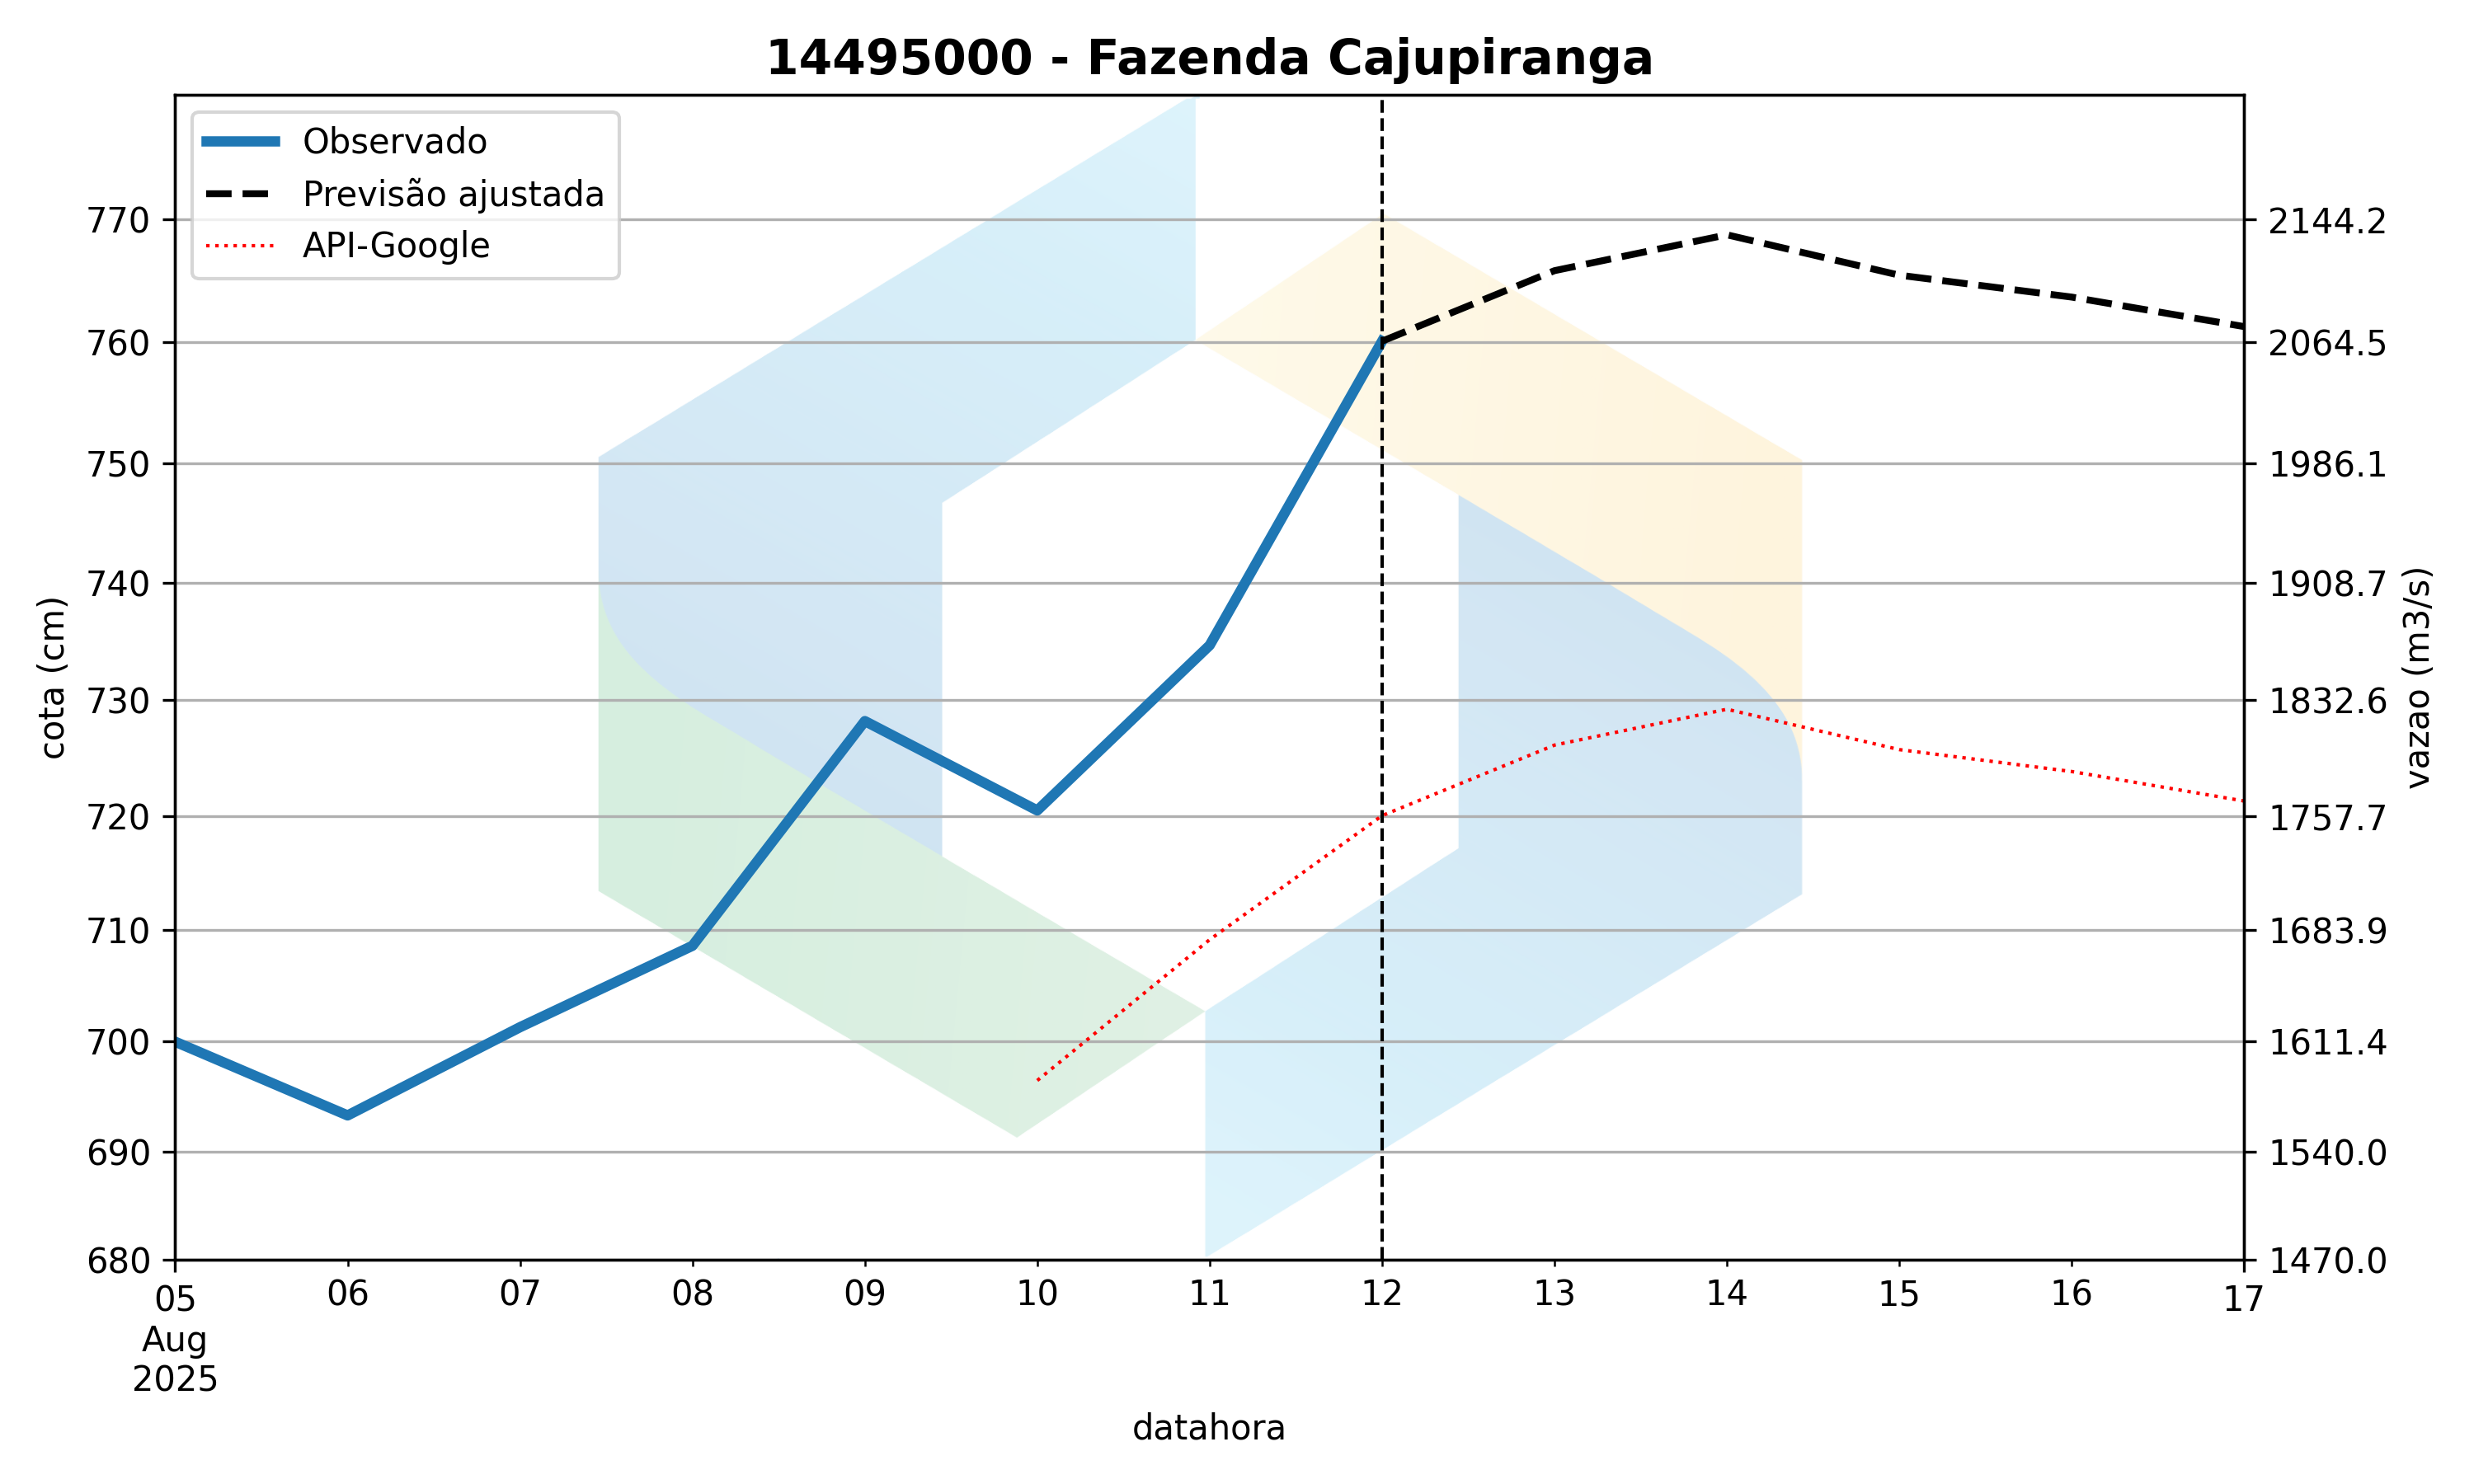 14495000 - Fazenda Cajupiranga
Observado
Previsão ajustada
API-Google
770
760
750
740
730
720
710
700
690
680
cota (cm)
2144.2
2064.5
1986.1
1908.7
1832.6
1757.7
1683.9
1611.4
1540.0
1470.0
vazao (m3/s)
05 06 07 08 09 10 11 12 13 14 15 16 17
Aug
2025
datahora